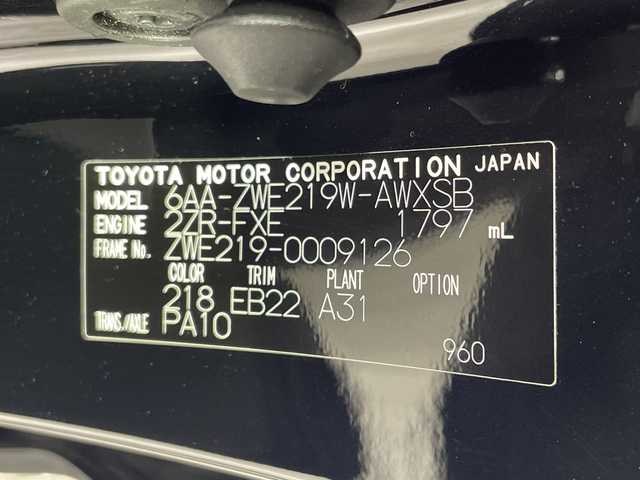 TOYOTA MOTOR CORPORATION JAPAN
MODEL 6AA-ZWE219W-AWXSB
ENGINE 2ZR-FXE 1797 mL
FRAME No. ZWE219-0009126
COLOR TRIM PLANT OPTION
218 EB22 A31
TRANS./AXLE PA10
960